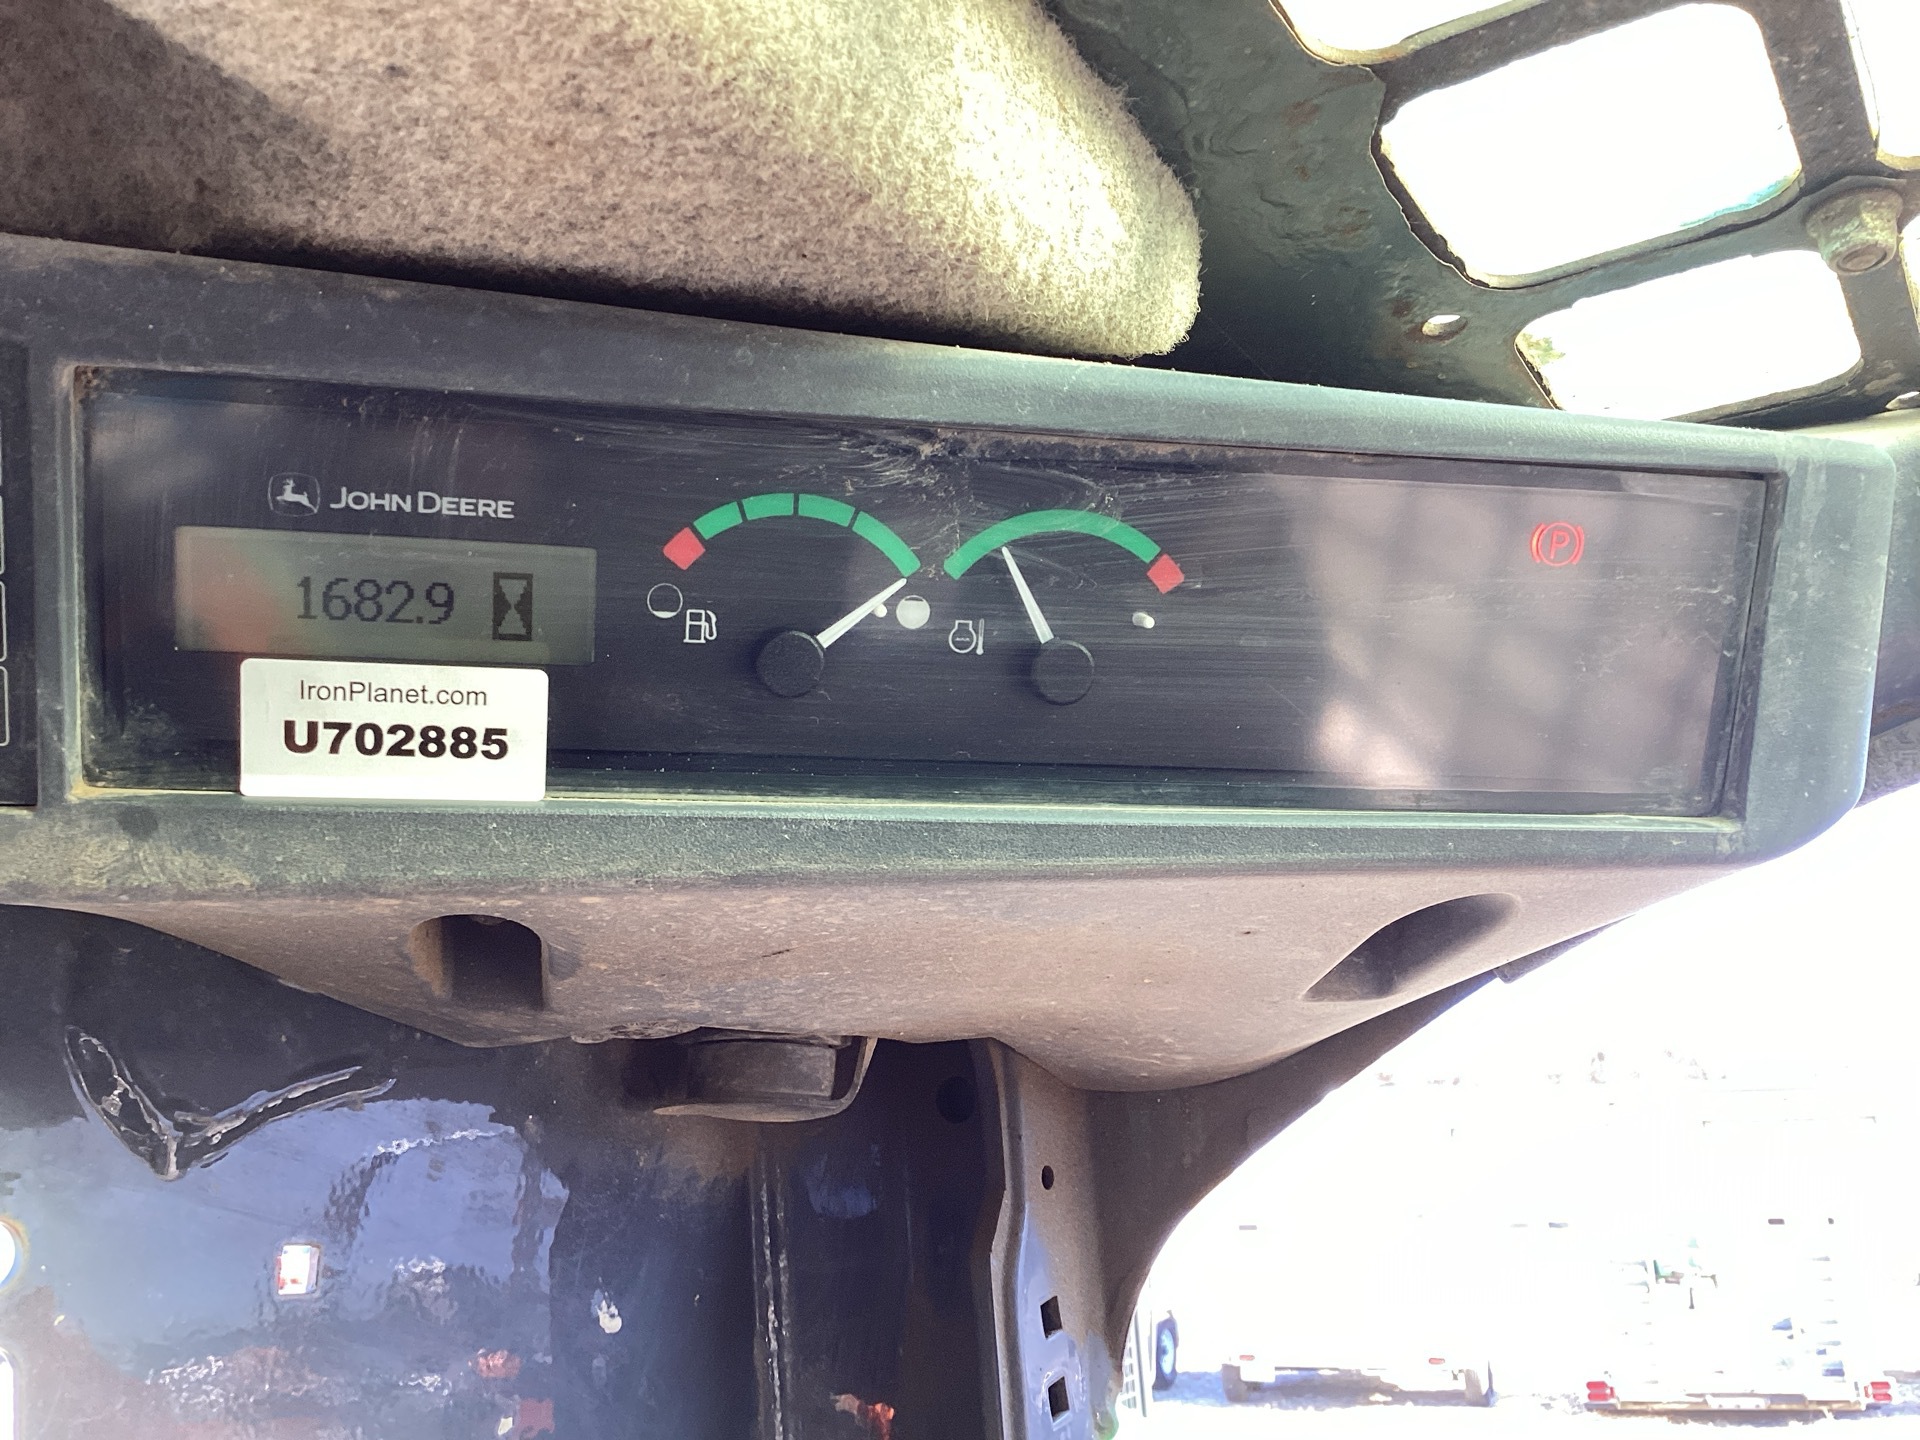 JOHN DEERE
1682.9
IronPlanet.com
U702885
P